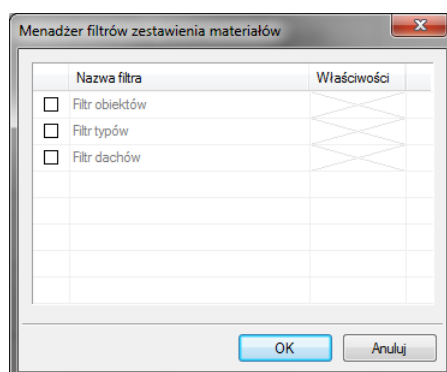 Menadżer filtrów zestawienia materiałów
Nazwa filtra Właściwości
Filtr obiektów
Filtr typów
Filtr dachów
OK Anuluj